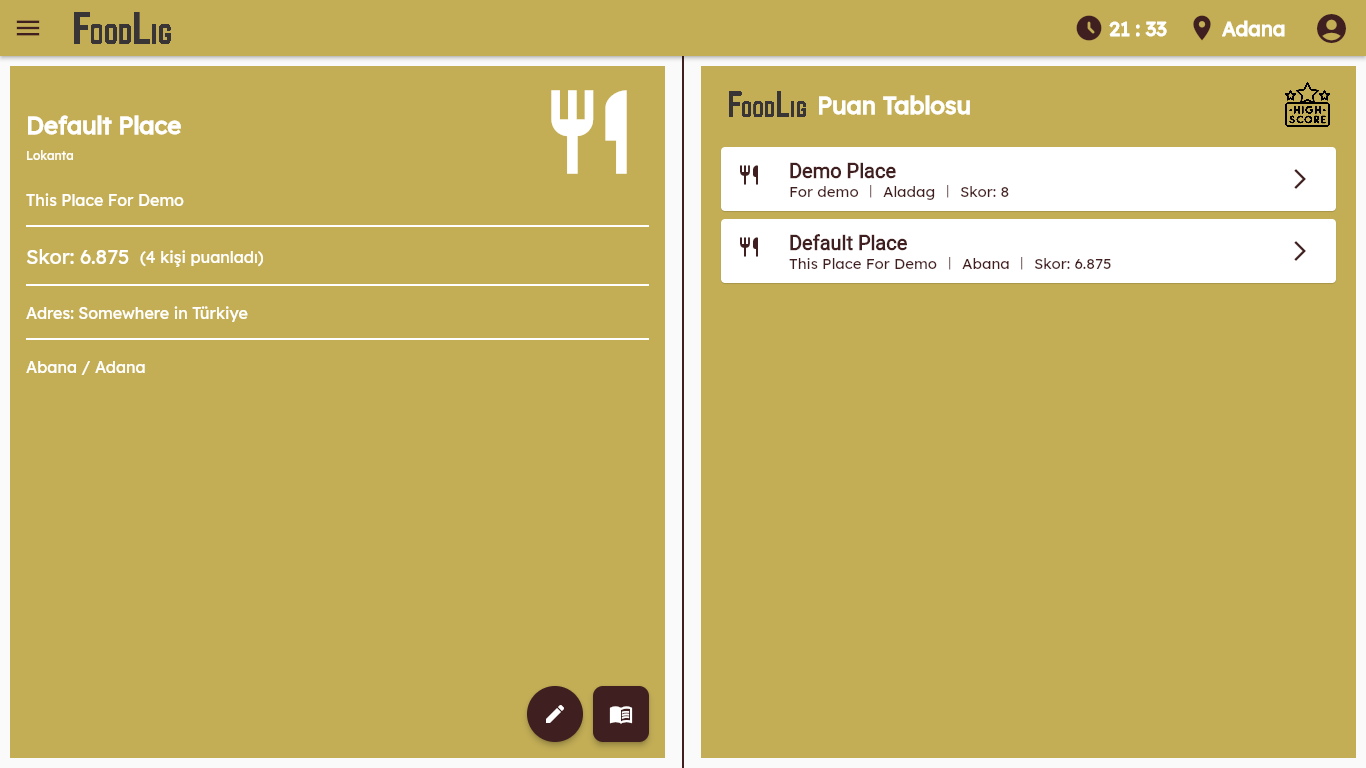 FOODLIG
21 : 33
Adana
Default Place
Lokanta
This Place For Demo
Skor: 6.875 (4 kişi puanladı)
Adres: Somewhere in Türkiye
Abana / Adana
FOODLIG Puan Tablosu
HIGH
SCORE
Demo Place
For demo | Aladag | Skor: 8
Default Place
This Place For Demo | Abana | Skor: 6.875